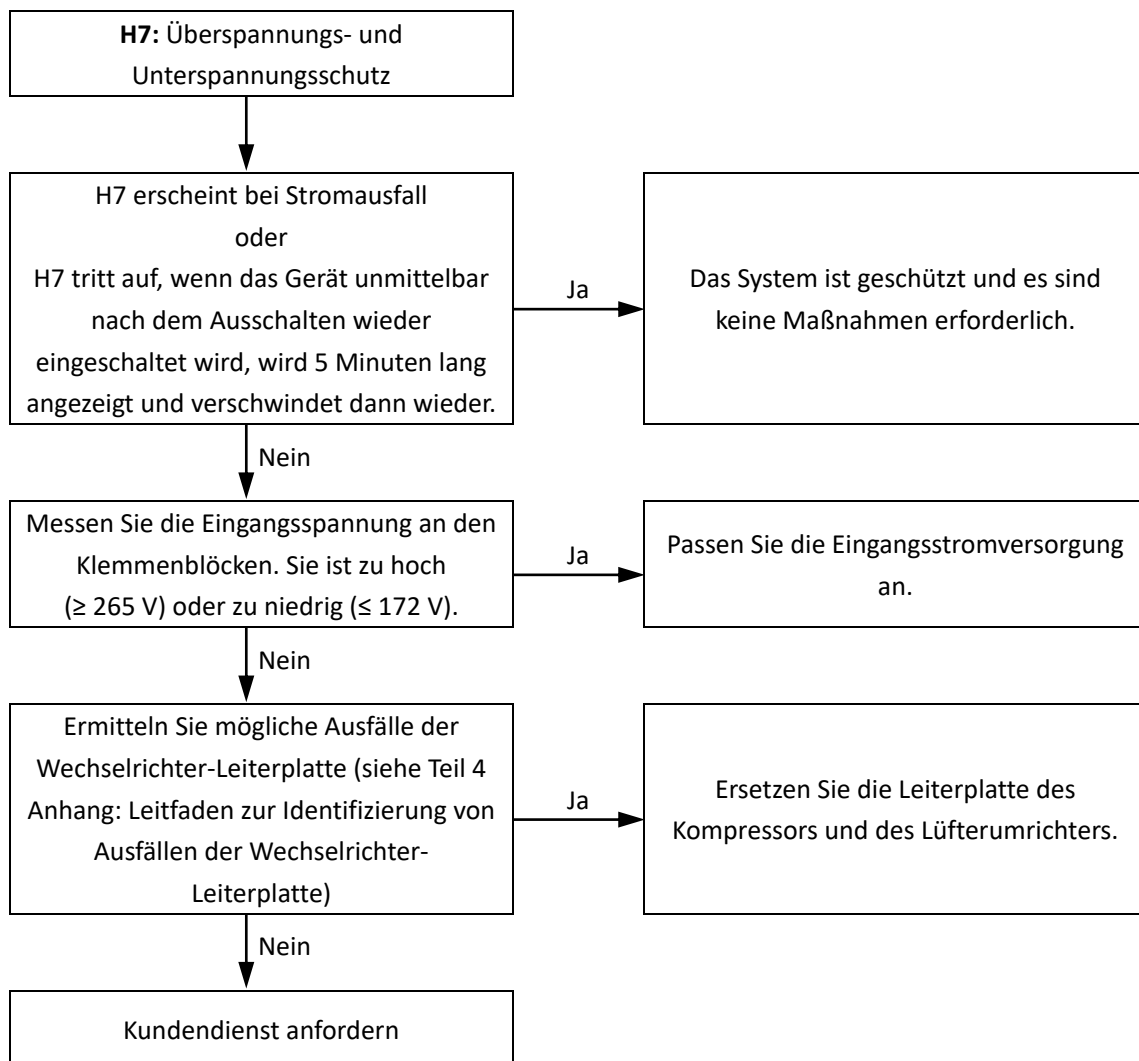 H7: Überspannungs- und
Unterspannungsschutz
H7 erscheint bei Stromausfall
oder
H7 tritt auf, wenn das Gerät unmittelbar
nach dem Ausschalten wieder
eingeschaltet wird, wird 5 Minuten lang
angezeigt und verschwindet dann wieder.
Ja
Das System ist geschützt und es sind
keine Maßnahmen erforderlich.
Nein
Messen Sie die Eingangsspannung an den
Klemmenblöcken. Sie ist zu hoch
(≥ 265 V) oder zu niedrig (≤ 172 V).
Ja
Passen Sie die Eingangsstromversorgung
an.
Nein
Ermitteln Sie mögliche Ausfälle der
Wechselrichter-Leiterplatte (siehe Teil 4
Anhang: Leitfaden zur Identifizierung von
Ausfällen der Wechselrichter-
Leiterplatte)
Ja
Ersetzen Sie die Leiterplatte des
Kompressors und des Lüfterumrichters.
Nein
Kundendienst anfordern